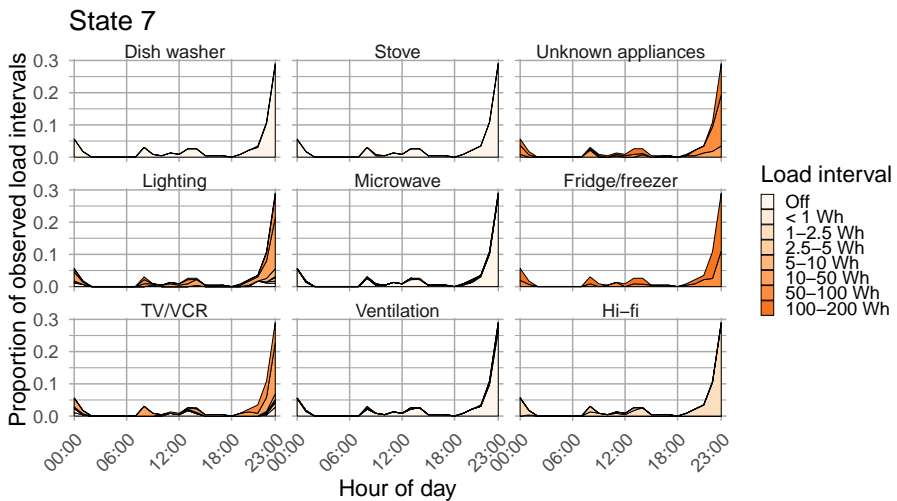 State 7
Proportion of observed load intervals
Dish washer
Stove
Unknown appliances
0.3
0.2
0.1
0.0
Lighting
Microwave
Fridge/freezer
0.3
0.2
0.1
0.0
TV/VCR
Ventilation
Hi−fi
0.3
0.2
0.1
0.0
00:00 06:00 12:00 18:00 23:00 00:00 06:00 12:00 18:00 23:00 00:00 06:00 12:00 18:00 23:00
Hour of day
Load interval
Off
< 1 Wh
1−2.5 Wh
2.5−5 Wh
5−10 Wh
10−50 Wh
50−100 Wh
100−200 Wh